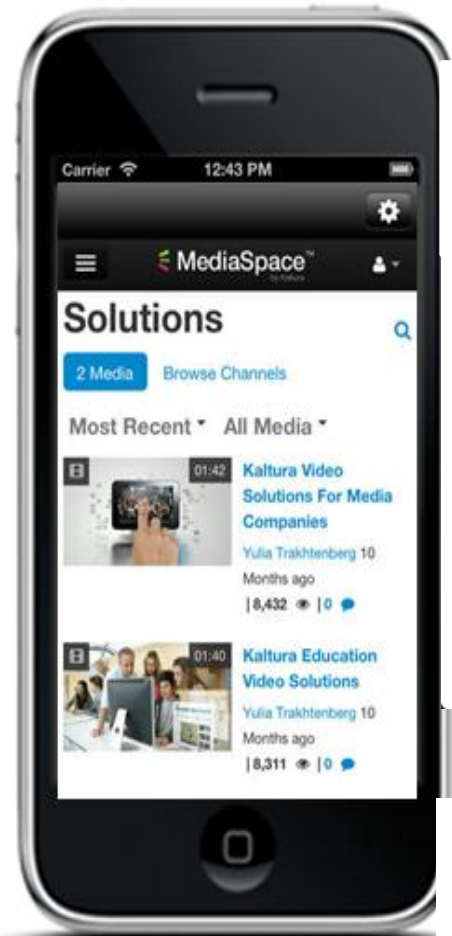 Carrier 12:43 PM
MediaSpace™
by Kaltura
Solutions
2 Media Browse Channels
Most Recent All Media
01:42
Kaltura Video
Solutions For Media
Companies
Yulia Trakhtenberg 10
Months ago
|8,432 |0
01:40
Kaltura Education
Video Solutions
Yulia Trakhtenberg 10
Months ago
|8,311 |0